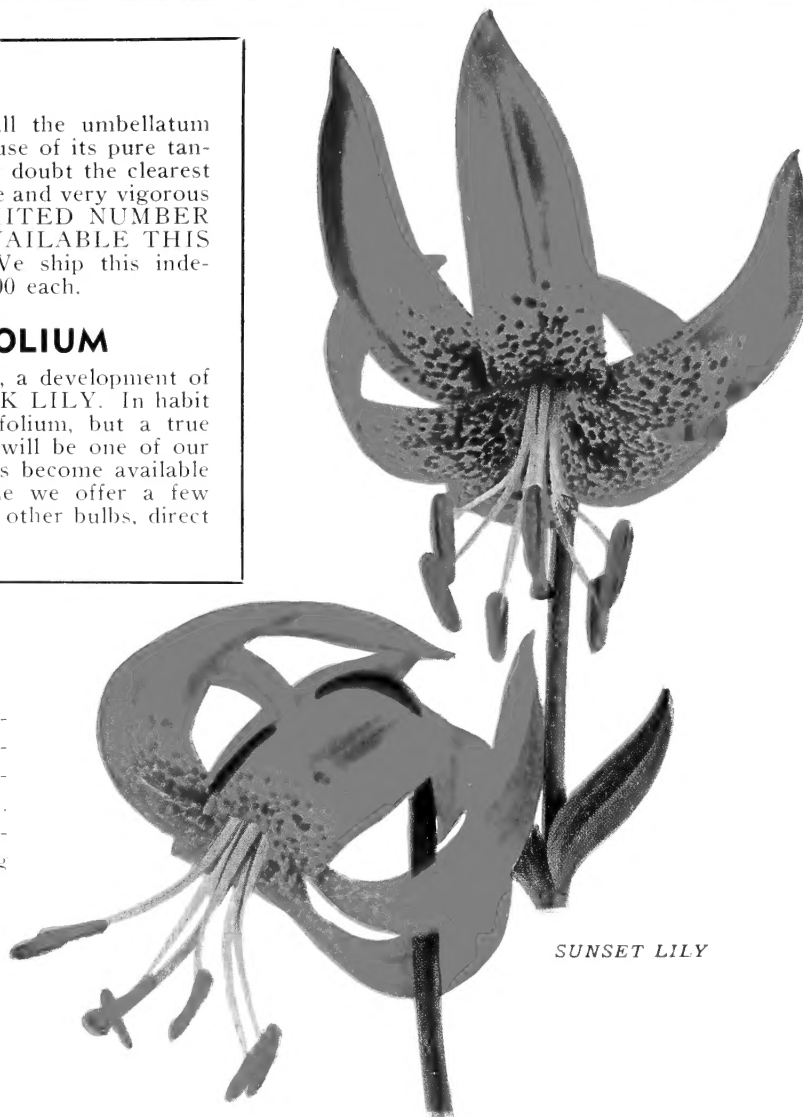 ll the umbellatum
use of its pure tan-
doubt the clearest
e and very vigorous
ITED NUMBER
VAILABLE THIS
We ship this inde-
00 each.
OLIUM
, a development of
K LILY. In habit
folium, but a true
will be one of our
s become available
e we offer a few
other bulbs, direct
-
-
-
.
-
g
SUNSET LILY